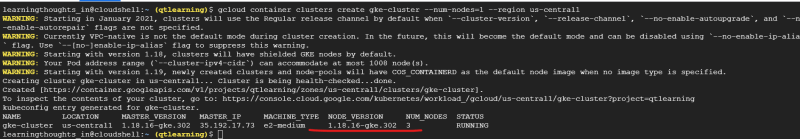 learningthoughts_in@cloudshell:~ (qtlearning)$ gcloud container clusters create gke-cluster --num-nodes=1 --region us-central1
WARNING: Starting in January 2021, clusters will use the Regular release channel by default when `--cluster-version`, `--release-channel`, `--no-enable-autoupgrade`, and `--n
o-enable-autorepair` flags are not specified.
WARNING: Currently VPC-native is not the default mode during cluster creation. In the future, this will become the default mode and can be disabled using `--no-enable-ip-alia
s` flag. Use `--[no-]enable-ip-alias` flag to suppress this warning.
WARNING: Starting with version 1.18, clusters will have shielded GKE nodes by default.
WARNING: Your Pod address range (`--cluster-ipv4-cidr`) can accommodate at most 1008 node(s).
WARNING: Starting with version 1.19, newly created clusters and node-pools will have COS_CONTAINERD as the default node image when no image type is specified.
Creating cluster gke-cluster in us-central1... Cluster is being health-checked...done.
Created [https://container.googleapis.com/v1/projects/qtlearning/zones/us-central1/clusters/gke-cluster].
To inspect the contents of your cluster, go to: https://console.cloud.google.com/kubernetes/workload_/gcloud/us-central1/gke-cluster?project=qtlearning
kubeconfig entry generated for gke-cluster.
NAME LOCATION MASTER_VERSION MASTER_IP MACHINE_TYPE NODE_VERSION NUM_NODES STATUS
gke-cluster us-central1 1.18.16-gke.302 35.192.17.73 e2-medium 1.18.16-gke.302 3 RUNNING
learningthoughts_in@cloudshell:~ (qtlearning)$